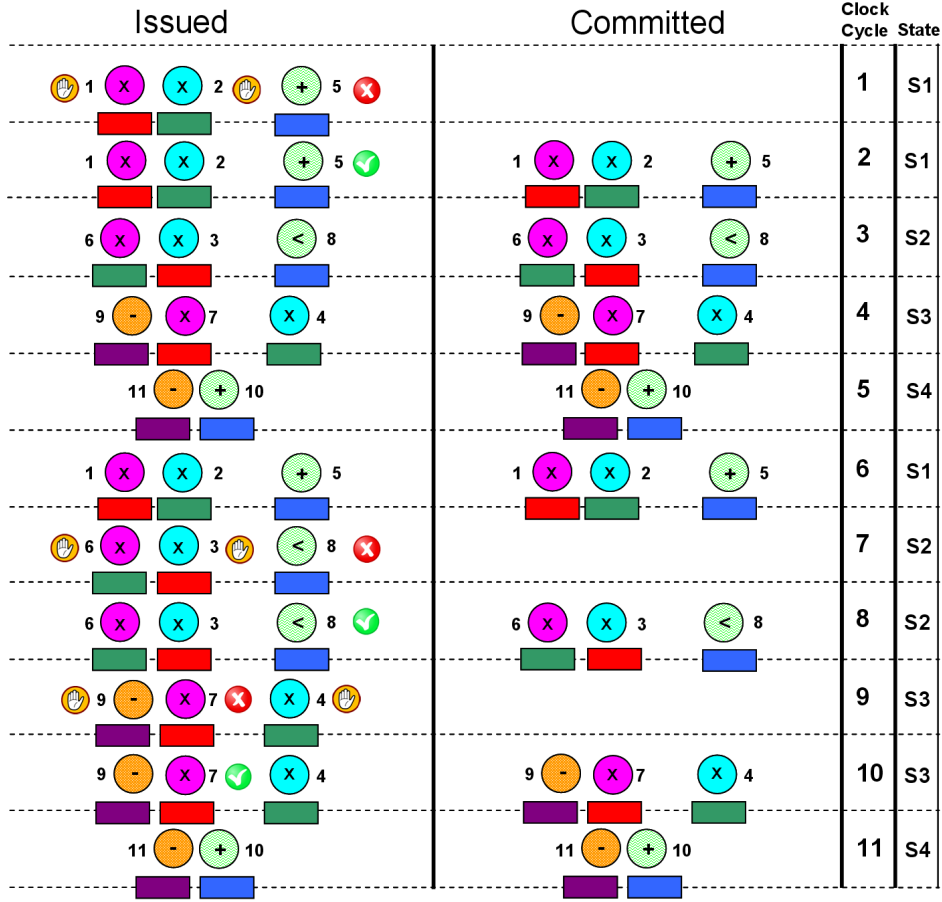 Issued Committed Clock Cycle State
1 x x 2 + 5 x 1 S1
1 x x 2 + 5 1 x x 2 + 5 2 S1
6 x x 3 < 8 6 x x 3 < 8 3 S2
9 - x 7 x 4 9 - x 7 x 4 4 S3
11 - + 10 11 - + 10 5 S4
1 x x 2 + 5 1 x x 2 + 5 6 S1
6 x x 3 < 8 x 7 S2
6 x x 3 < 8 6 x x 3 < 8 8 S2
9 - x 7 x x 4 9 S3
9 - x 7 x 4 9 - x 7 x 4 10 S3
11 - + 10 11 - + 10 11 S4